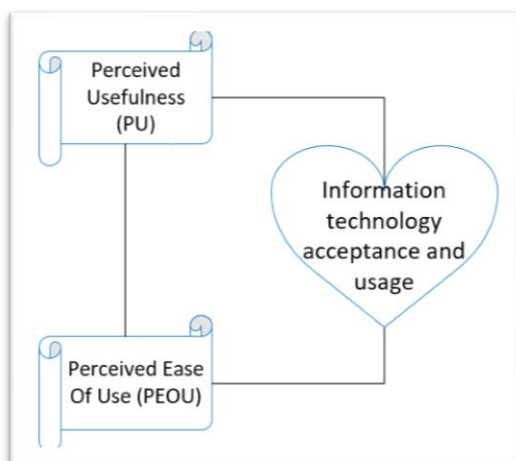 Perceived
Usefulness
(PU)
Information
technology
acceptance and
usage
Perceived Ease
Of Use (PEOU)